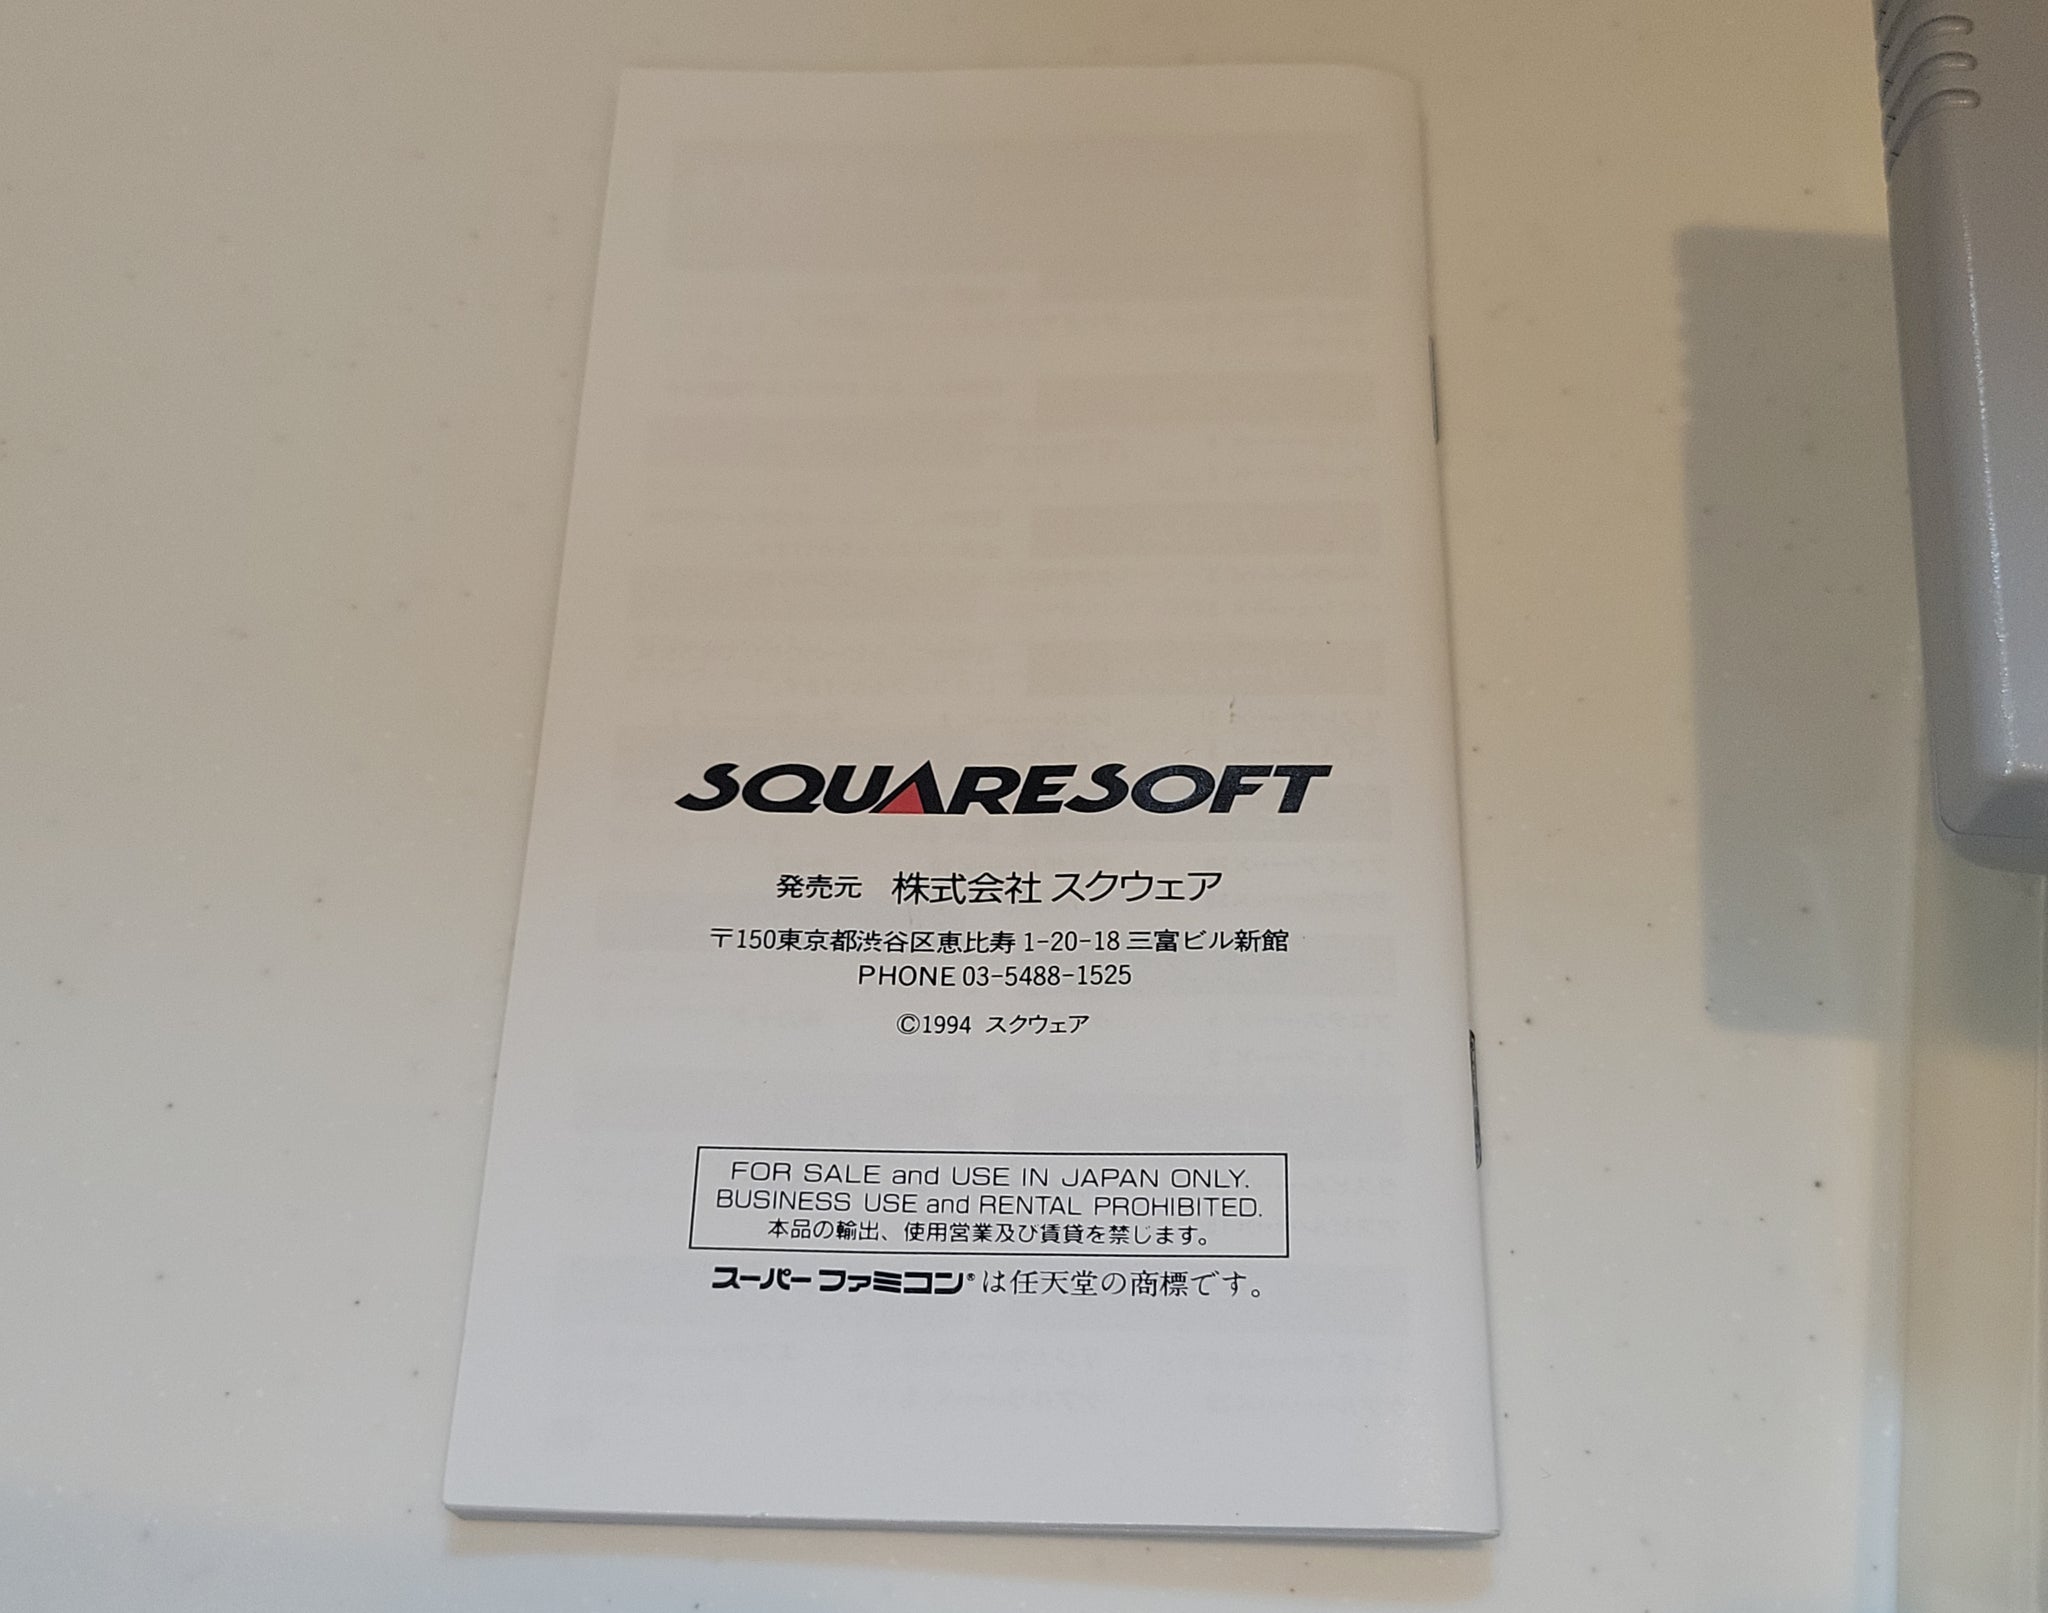 SQUARESOFT
発売元 株式会社 スクウェア
〒150東京都渋谷区恵比寿1-20-18三富ビル新館
PHONE 03-5488-1525
©1994 スクウェア
FOR SALE and USE IN JAPAN ONLY.
BUSINESS USE and RENTAL PROHIBITED.
本品の輸出、使用営業及び賃貸を禁じます。
スーパーファミコン®は任天堂の商標です。